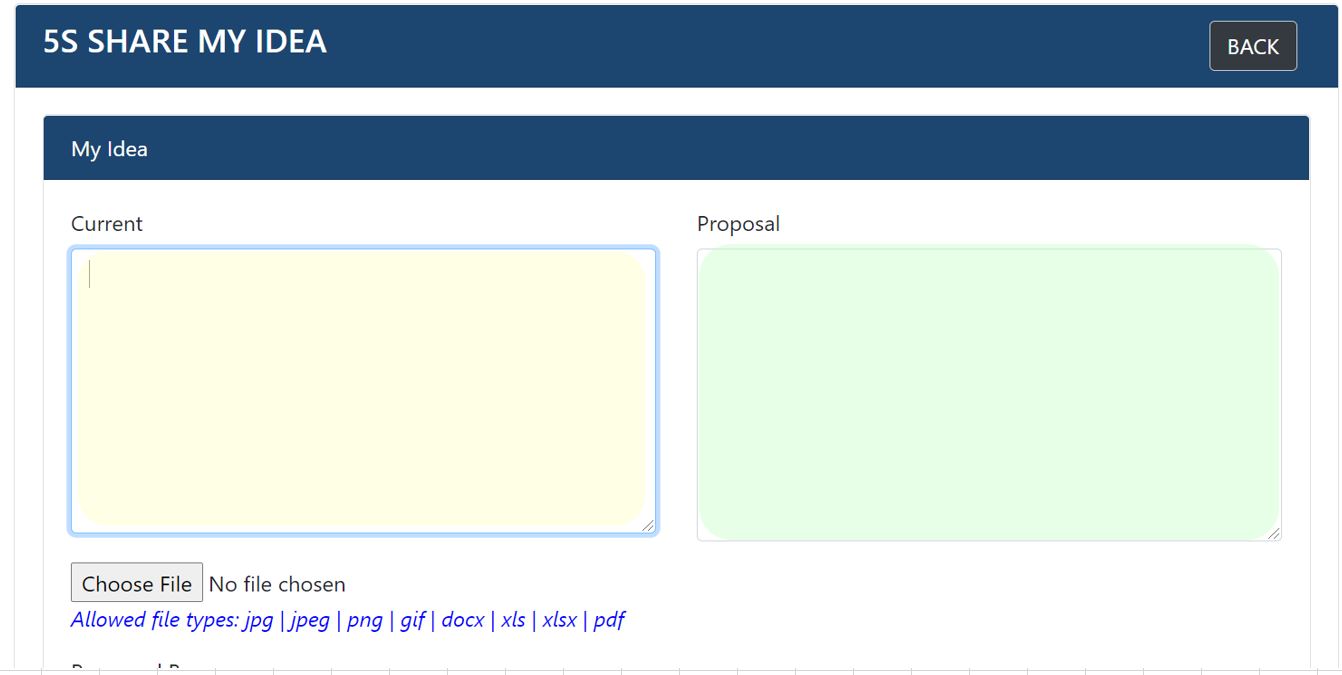 5S SHARE MY IDEA
BACK
My Idea
Current
Proposal
Choose File No file chosen
Allowed file types: jpg | jpeg | png | gif | docx | xls | xlsx | pdf